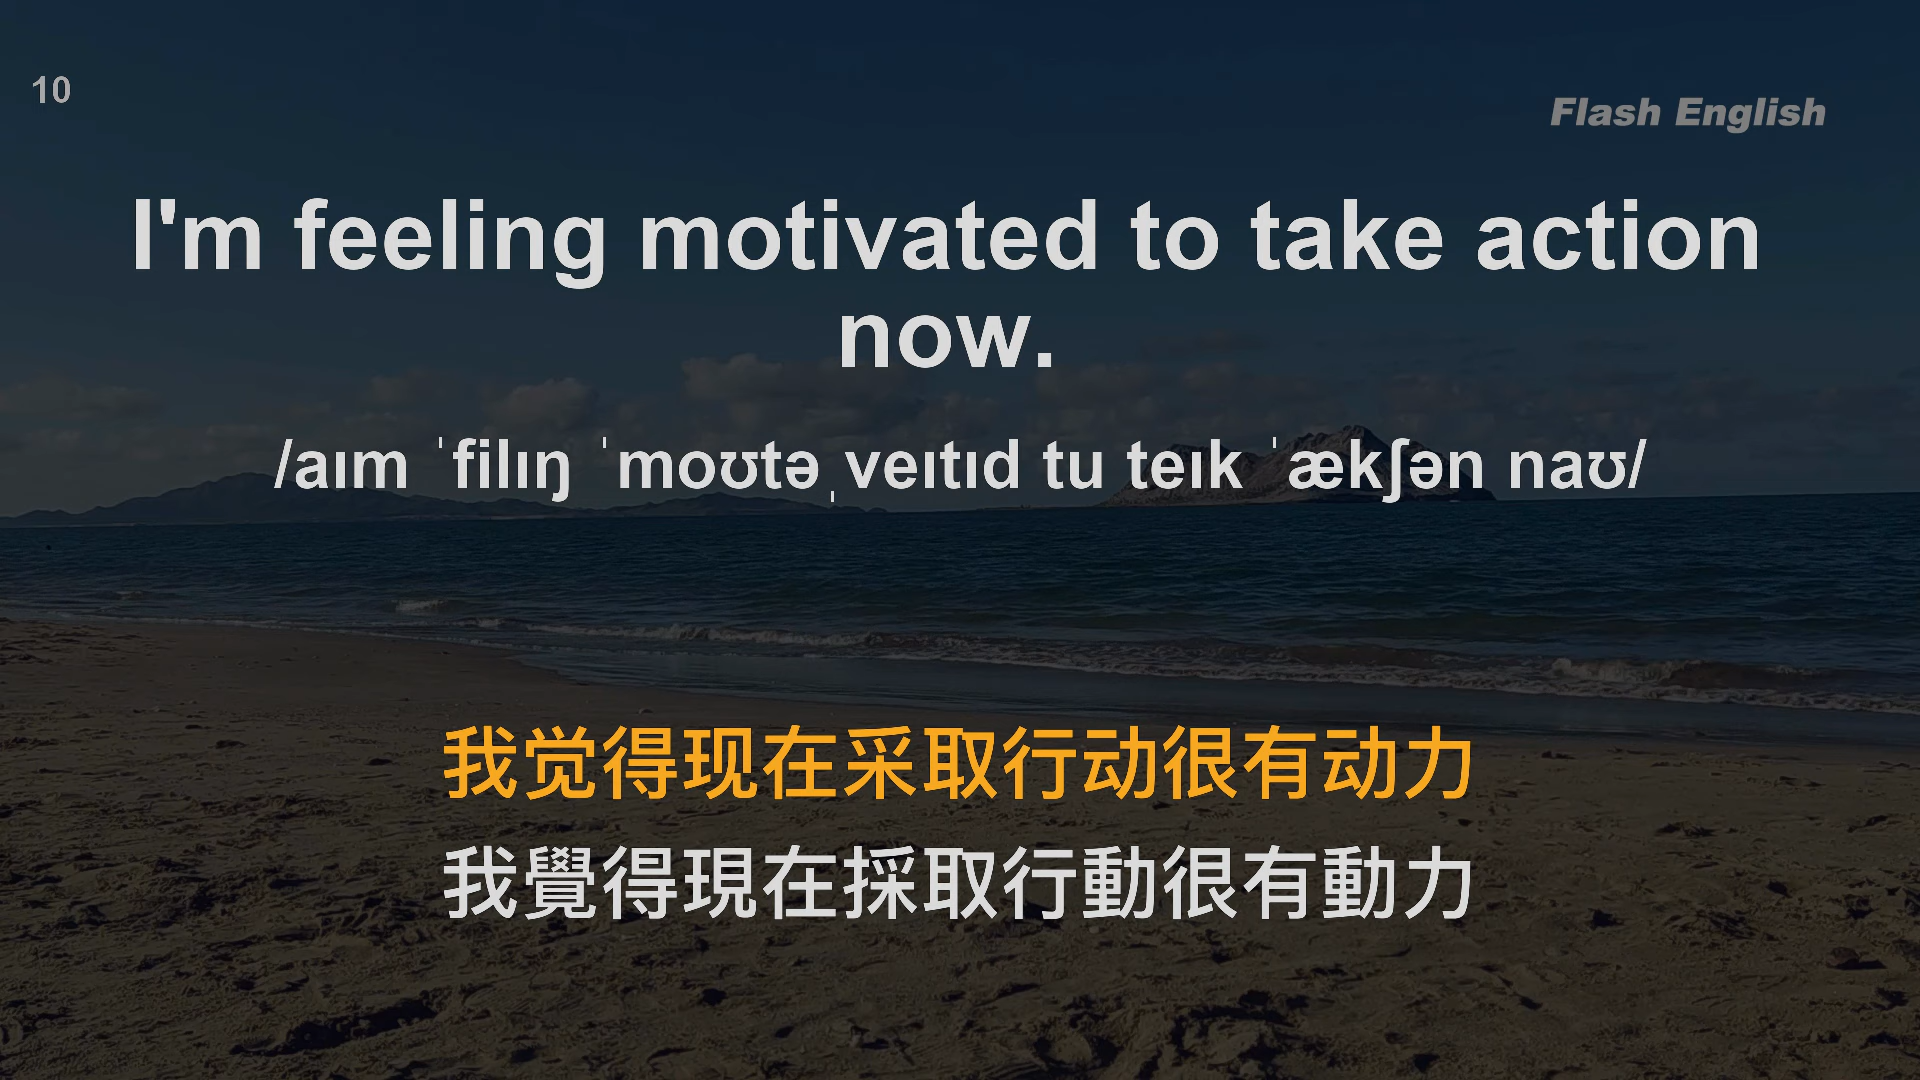 10
Flash English
I'm feeling motivated to take action
now.
/aɪm ˈfilɪŋ ˈmoʊtəˌveɪtɪd tu teɪk ˈækʃən naʊ/
我觉得现在采取行动很有动力
我覺得現在採取行動很有動力